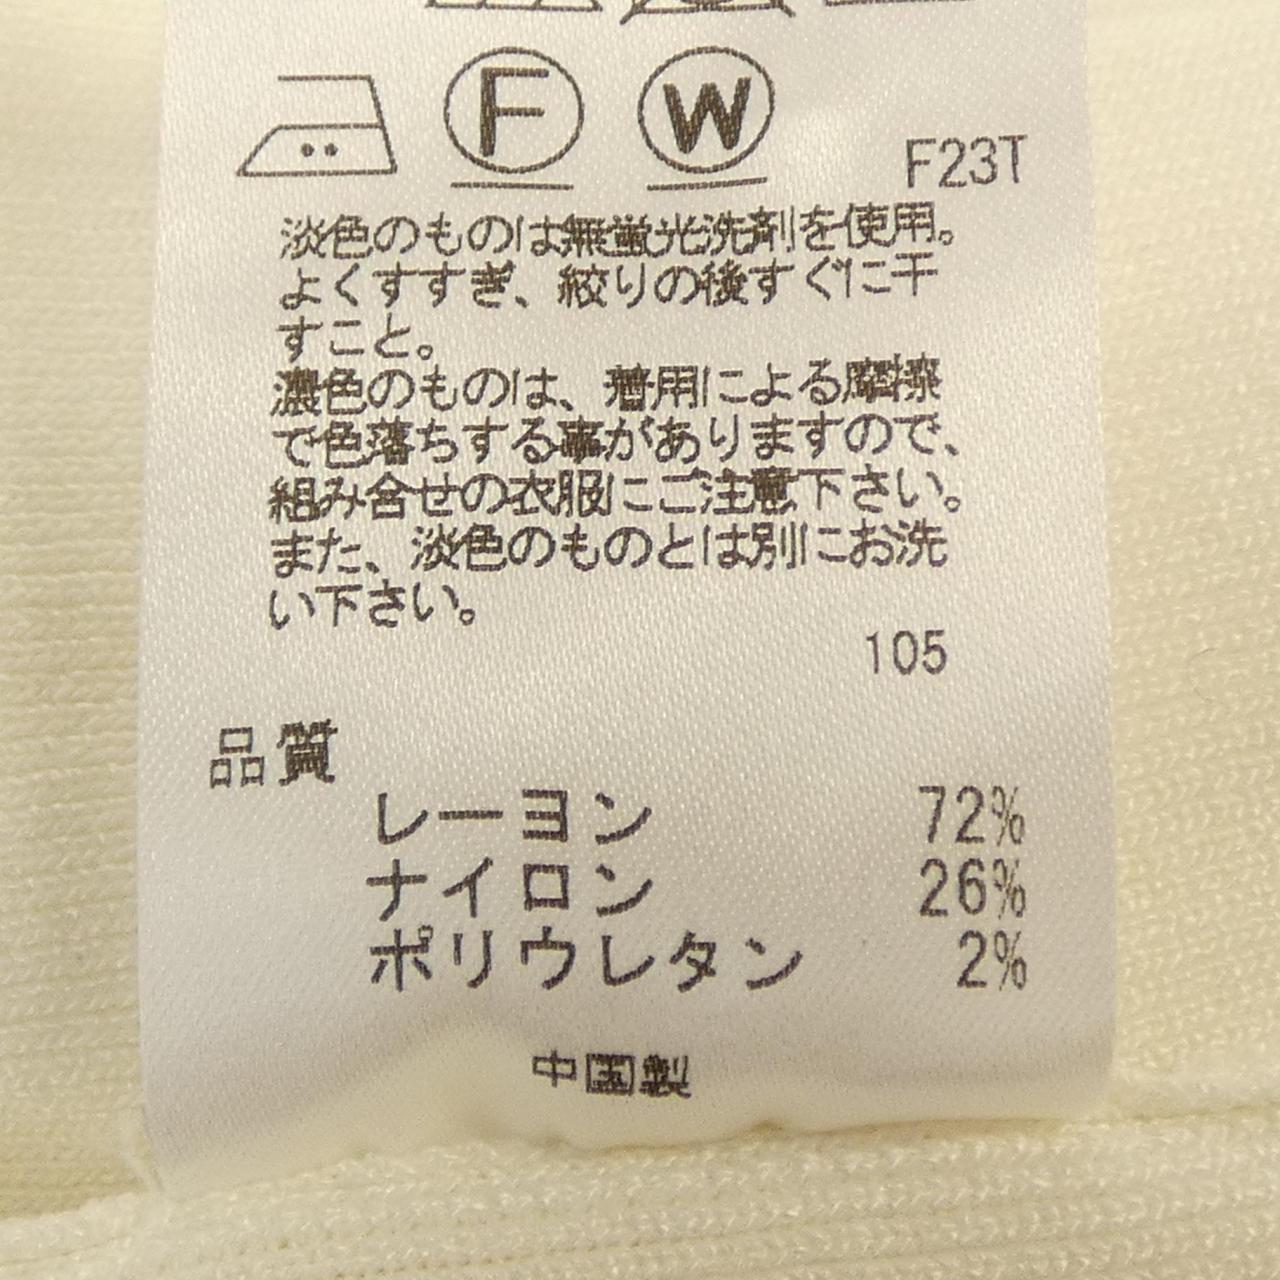 F W
F23T
淡色のものは無蛍光洗剤を使用。
よくすすぎ、絞りの後すぐに干
すこと。
濃色のものは、着用による摩擦
で色落ちする事がありますので、
組み合せの衣服にご注意下さい。
また、淡色のものとは別にお洗
い下さい。
105
品質
レーヨン 72%
ナイロン 26%
ポリウレタン 2%
中国製